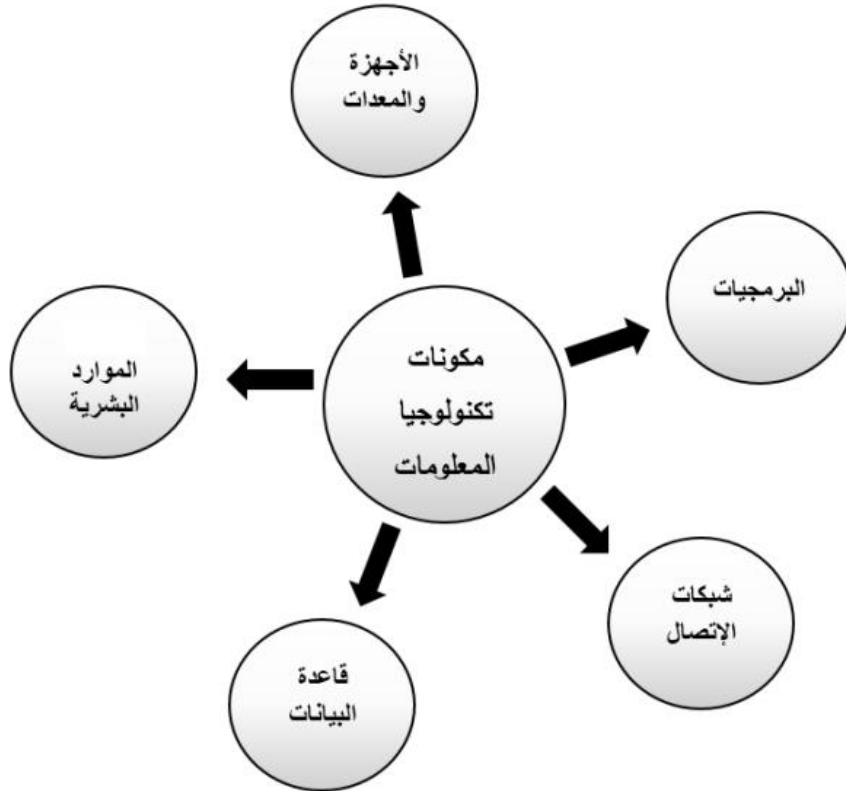 الأجهزة
والمعدات
البرمجيات
مكونات
تكنولوجيا
المعلومات
الموارد
البشرية
شبكات
الإتصال
قاعدة
البيانات